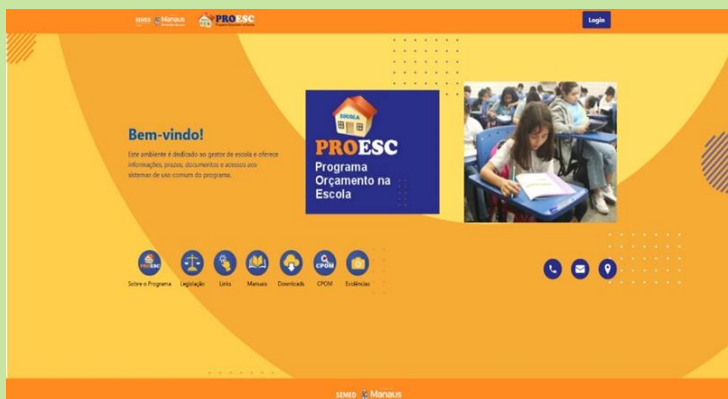 SEMED Manaus PROESC
Login
Bem-vindo!
Este ambiente é dedicado ao gestor de escola e oferece
informações, prazos, documentos e acessos aos
sistemas de uso comum do programa.
ESCOLA
PROESC
Programa
Orçamento na
Escola
PROESC
CPOM
Sobre o Programa Legislação Links Manuais Downloads CPOM Evidências
SEMED Manaus